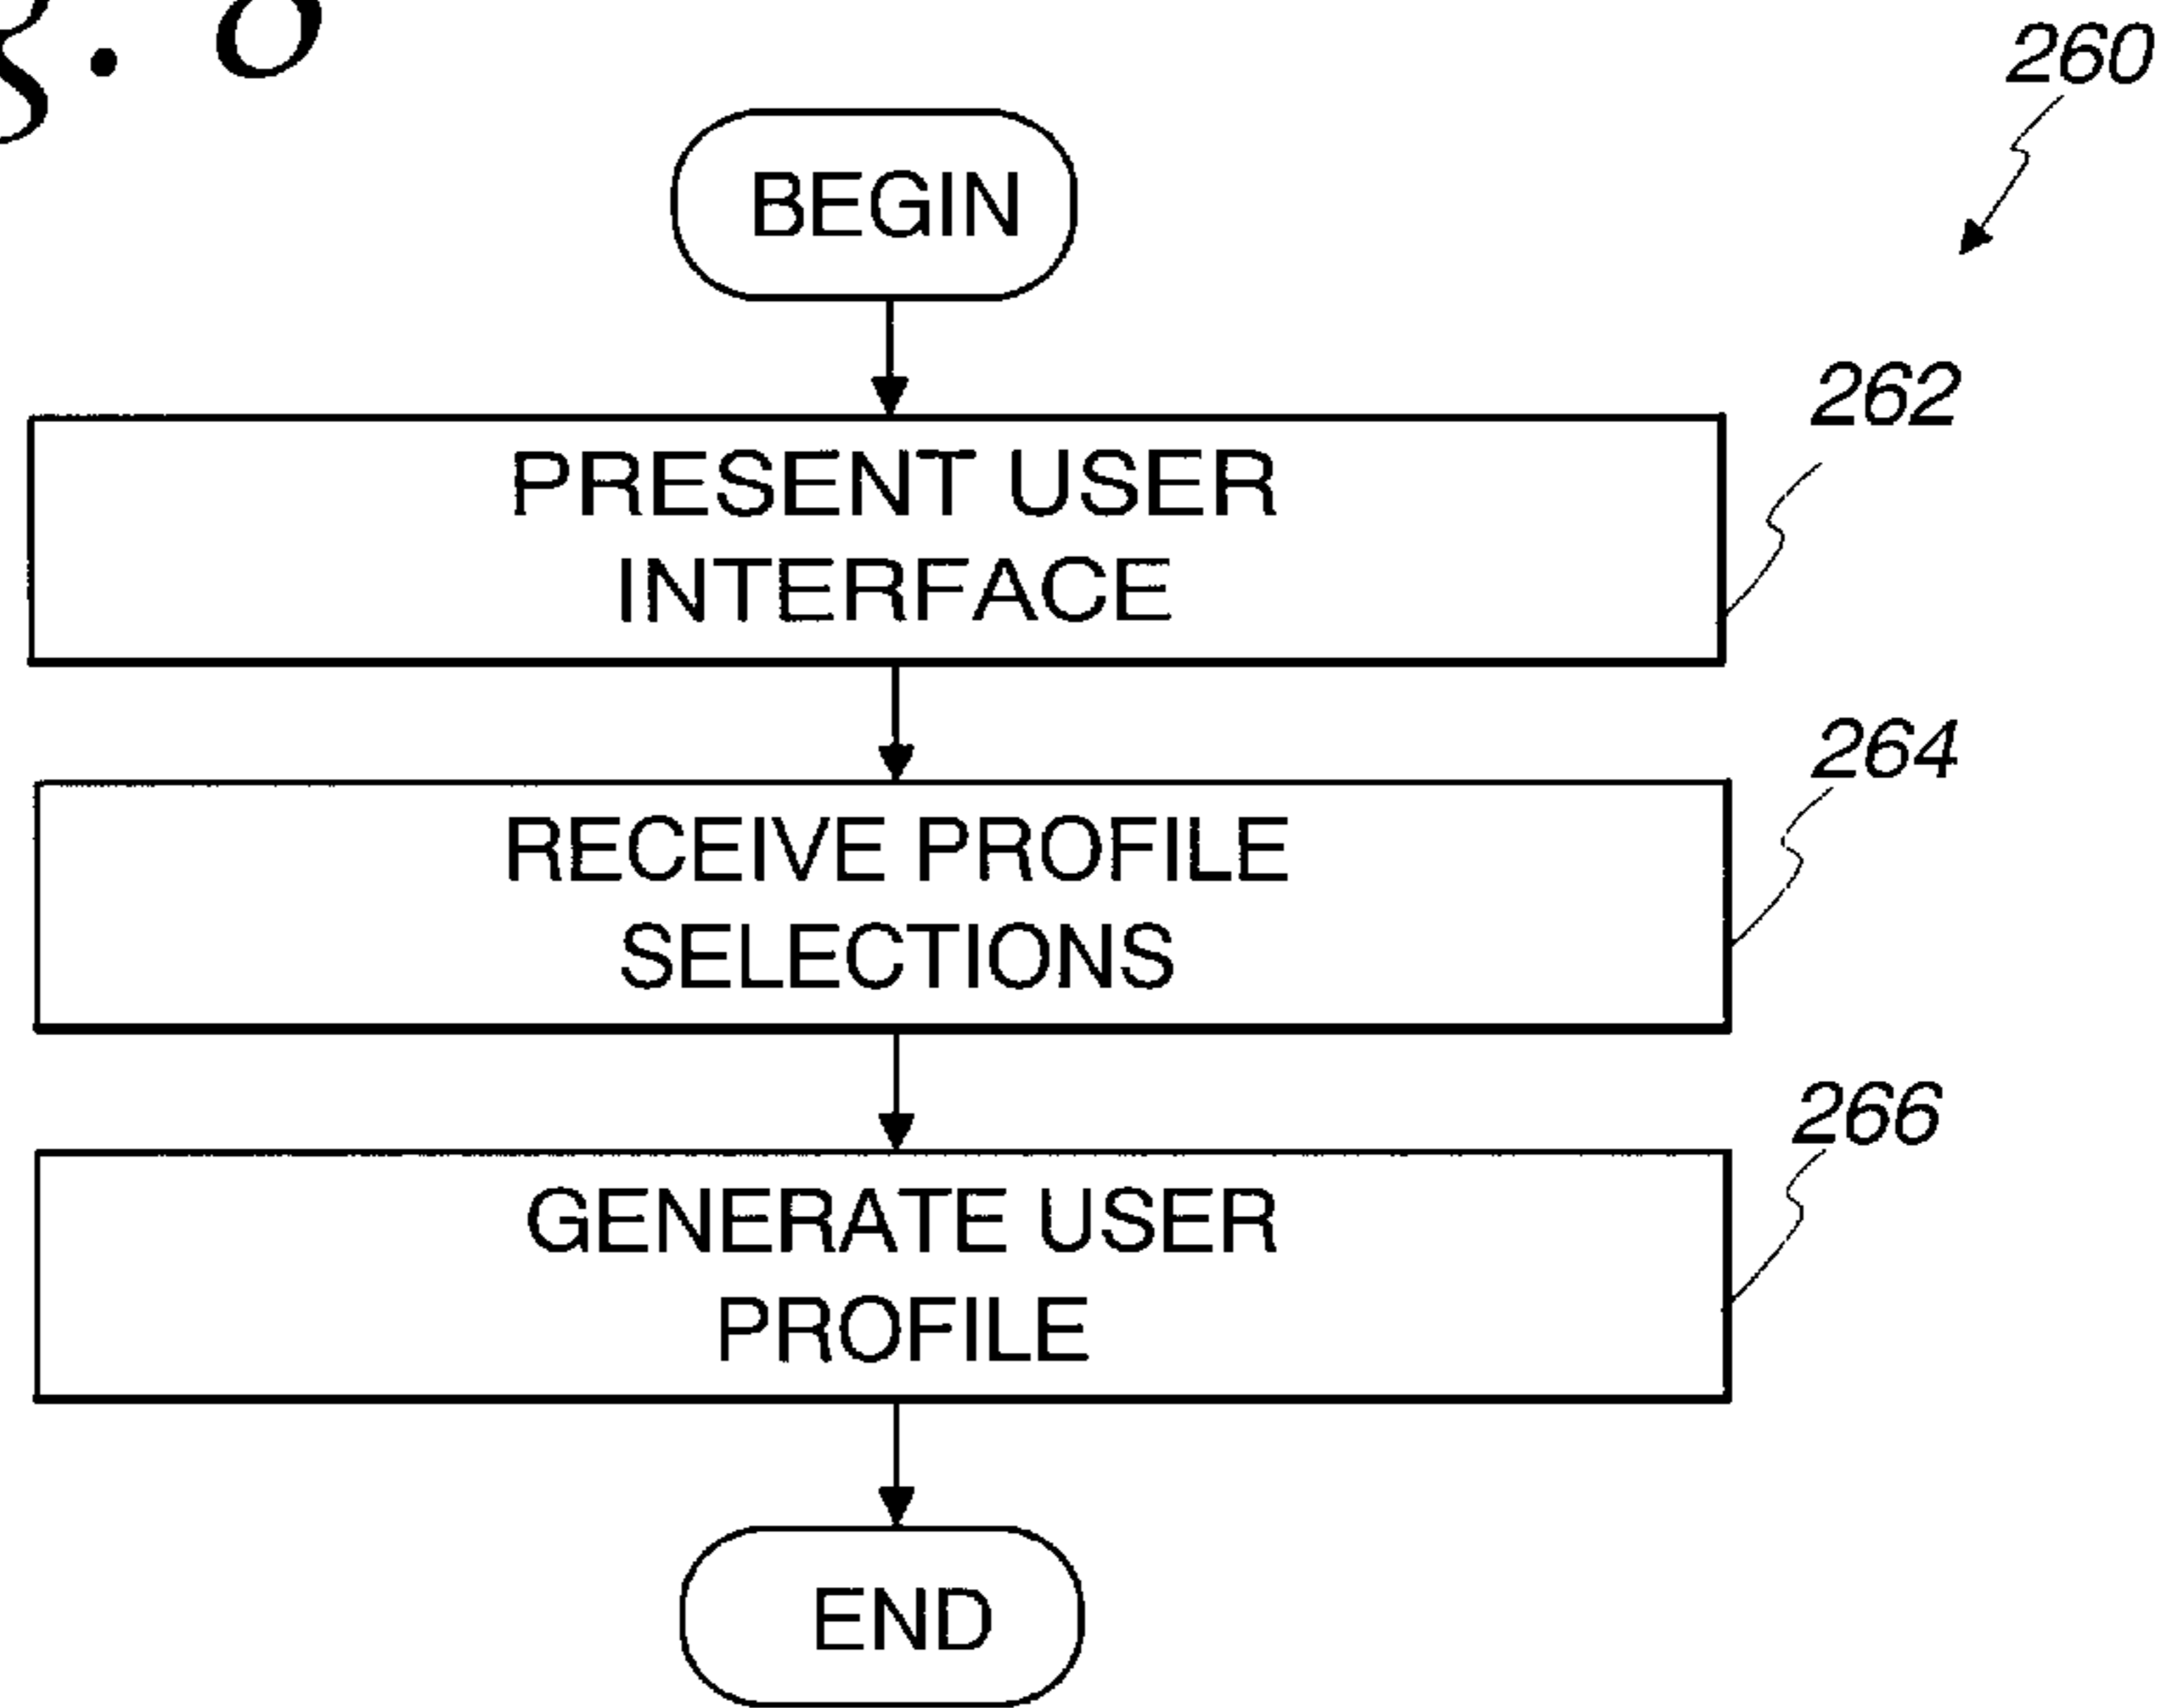 260
BEGIN
262
PRESENT USER
INTERFACE
264
RECEIVE PROFILE
SELECTIONS
266
GENERATE USER
PROFILE
END